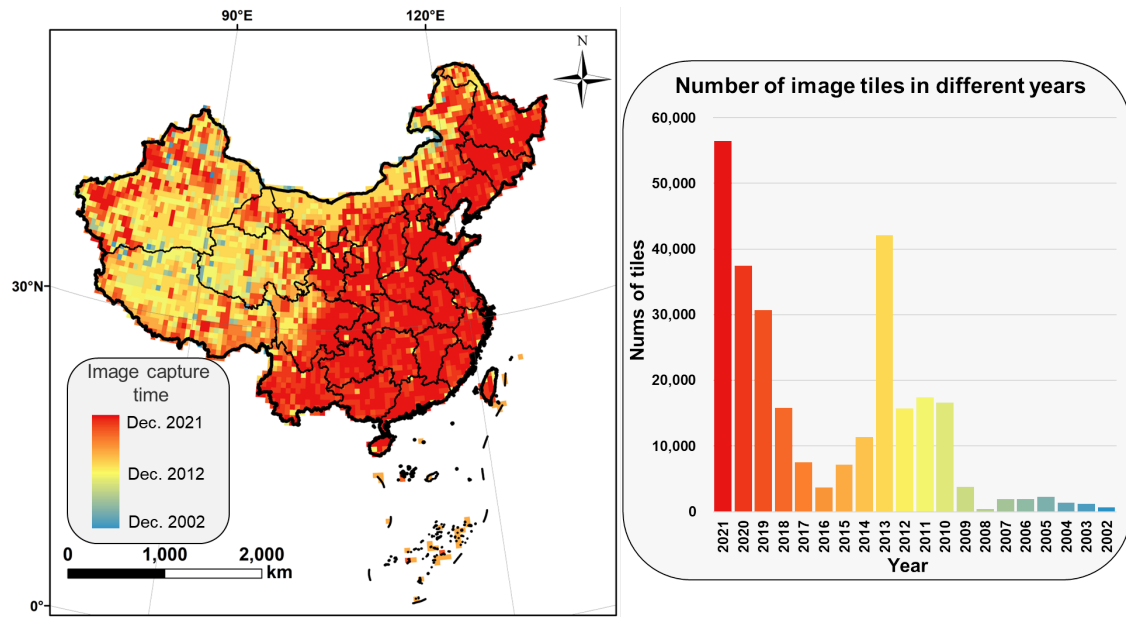 90°E
120°E
N
30°N
0°
Image capture
time
Dec. 2021
Dec. 2012
Dec. 2002
0
1,000
2,000
km
Number of image tiles in different years
Nums of tiles
60,000
50,000
40,000
30,000
20,000
10,000
0
2021
2020
2019
2018
2017
2016
2015
2014
2013
2012
2011
2010
2009
2008
2007
2006
2005
2004
2003
2002
Year